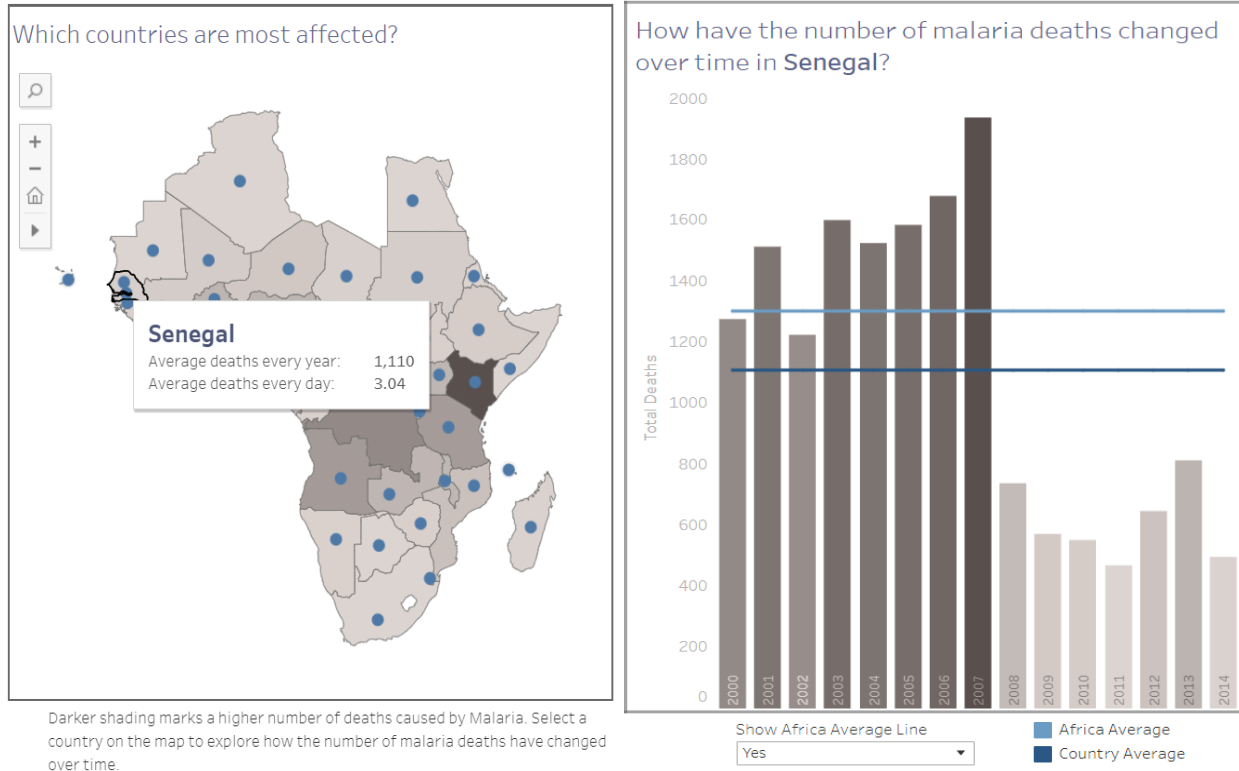 Which countries are most affected?
Senegal
Average deaths every year: 1,110
Average deaths every day: 3.04
Darker shading marks a higher number of deaths caused by Malaria. Select a
country on the map to explore how the number of malaria deaths have changed
over time.
How have the number of malaria deaths changed
over time in Senegal?
Total Deaths
2000
1800
1600
1400
1200
1000
800
600
400
200
0
2000 2001 2002 2003 2004 2005 2006 2007 2008 2009 2010 2011 2012 2013 2014
Show Africa Average Line
Yes
Africa Average
Country Average